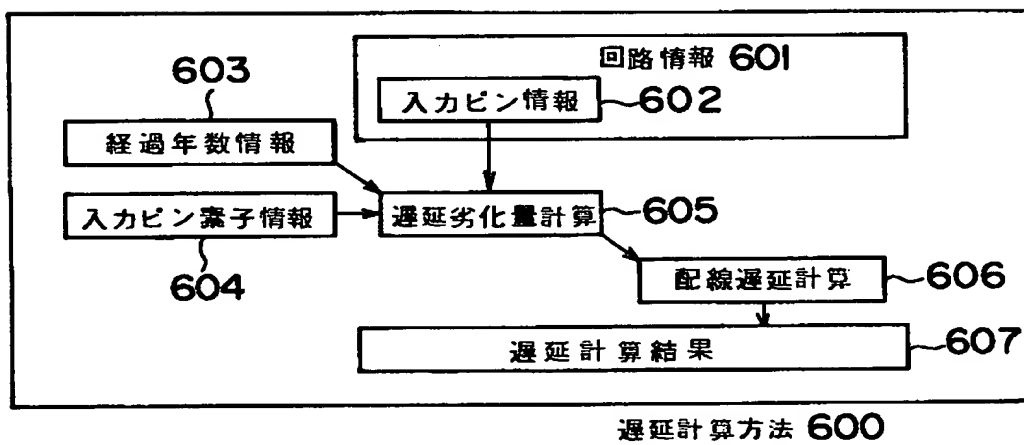 回路情報 601
603
入力ピン情報 602
経過年数情報
入力ピン素子情報
遅延劣化量計算 605
604
配線遅延計算 606
遅延計算結果 607
遅延計算方法 600